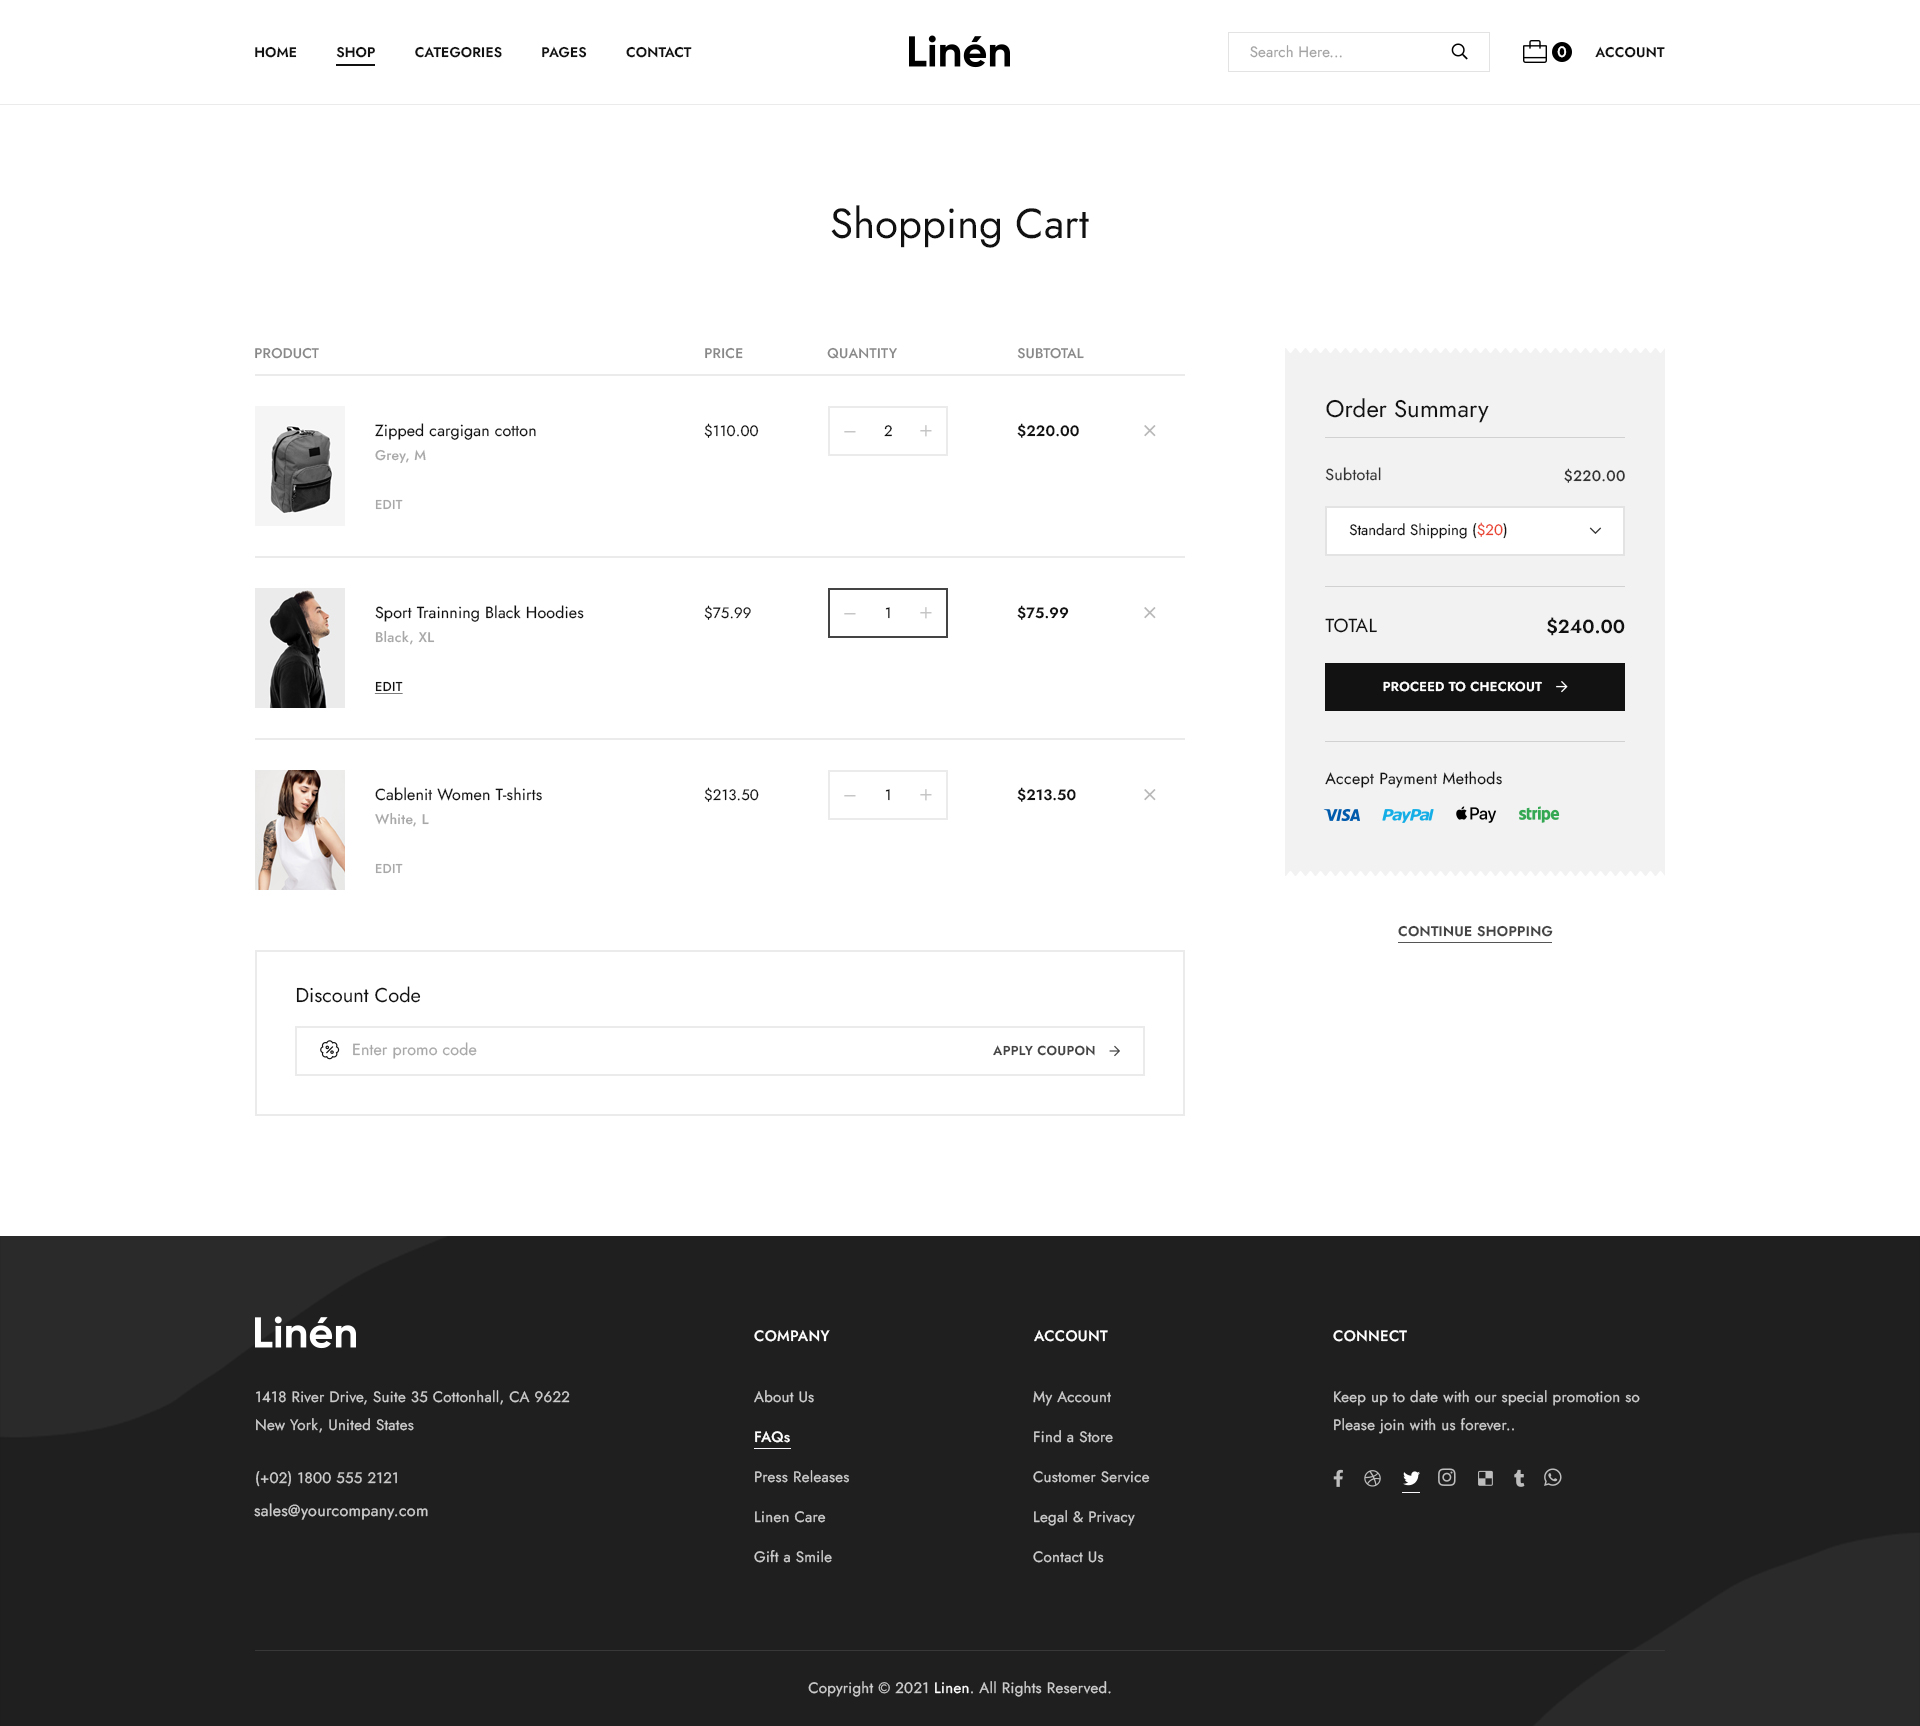 HOME SHOP CATEGORIES PAGES CONTACT
Linén
Search Here...
0
ACCOUNT
Shopping Cart
PRODUCT PRICE QUANTITY SUBTOTAL
Zipped cargigan cotton $110.00 – 2 + $220.00 ×
Grey, M
EDIT
Sport Trainning Black Hoodies $75.99 – 1 + $75.99 ×
Black, XL
EDIT
Cablenit Women T-shirts $213.50 – 1 + $213.50 ×
White, L
EDIT
Discount Code
Enter promo code APPLY COUPON →
Order Summary
Subtotal $220.00
Standard Shipping ($20)
TOTAL $240.00
PROCEED TO CHECKOUT →
Accept Payment Methods
VISA PayPal Pay stripe
CONTINUE SHOPPING
Linén
1418 River Drive, Suite 35 Cottonhall, CA 9622
New York, United States
(+02) 1800 555 2121
sales@yourcompany.com
COMPANY
About Us
FAQs
Press Releases
Linen Care
Gift a Smile
ACCOUNT
My Account
Find a Store
Customer Service
Legal & Privacy
Contact Us
CONNECT
Keep up to date with our special promotion so
Please join with us forever..
Copyright © 2021 Linen. All Rights Reserved.